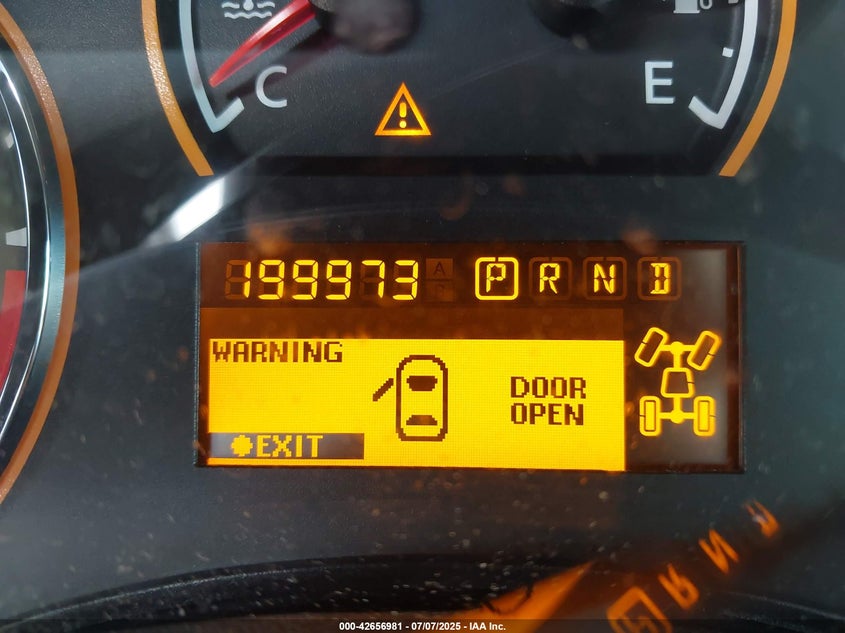 C
E
199973 A P R N D
WARNING
DOOR
OPEN
EXIT
R N
000-42656981 - 07/07/2025 - IAA Inc.